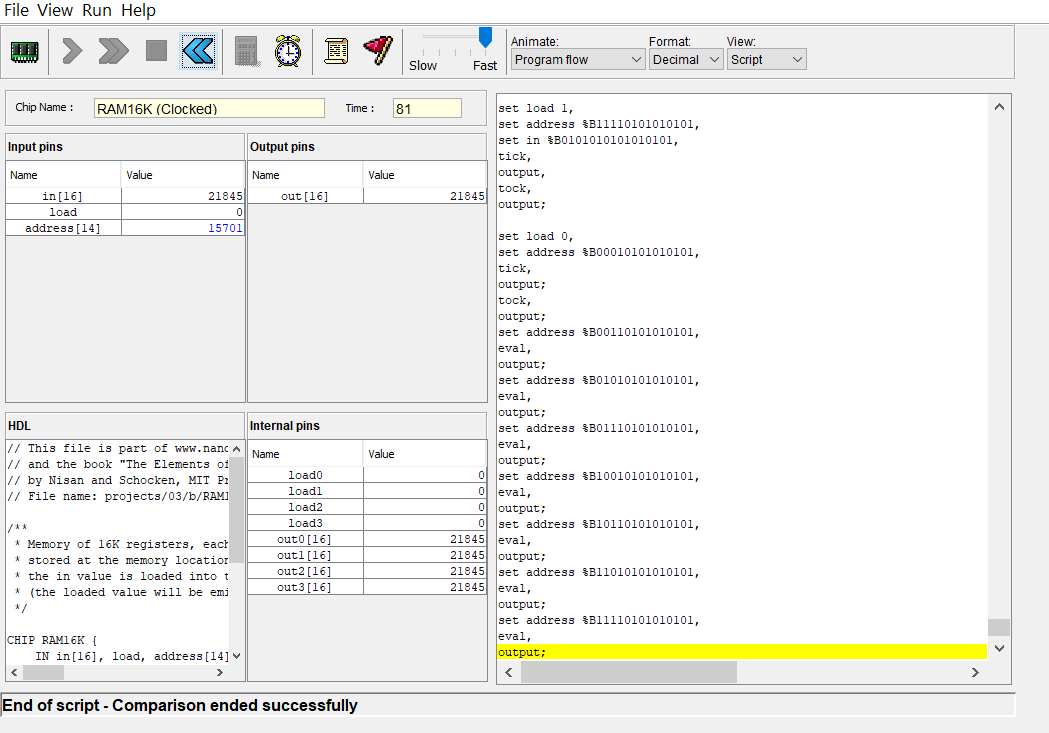 File View Run Help
Slow Fast
Animate: Format: View:
Program flow Decimal Script
Chip Name : RAM16K (Clocked) Time : 81
Input pins
Name Value
in[16] 21845
load 0
address[14] 15701
Output pins
Name Value
out[16] 21845
HDL
// This file is part of www.nand
// and the book "The Elements of
// by Nisan and Schocken, MIT Pr
// File name: projects/03/b/RAM1
/**
* Memory of 16K registers, each
* stored at the memory location
* the in value is loaded into t
* (the loaded value will be emi
*/
CHIP RAM16K {
IN in[16], load, address[14]
Internal pins
Name Value
load0 0
load1 0
load2 0
load3 0
out0[16] 21845
out1[16] 21845
out2[16] 21845
out3[16] 21845
set load 1,
set address %B11110101010101,
set in %B0101010101010101,
tick,
output,
tock,
output;
set load 0,
set address %B00010101010101,
tick,
output;
tock,
output;
set address %B00110101010101,
eval,
output;
set address %B01010101010101,
eval,
output;
set address %B01110101010101,
eval,
output;
set address %B10010101010101,
eval,
output;
set address %B10110101010101,
eval,
output;
set address %B11010101010101,
eval,
output;
set address %B11110101010101,
eval,
output;
End of script - Comparison ended successfully